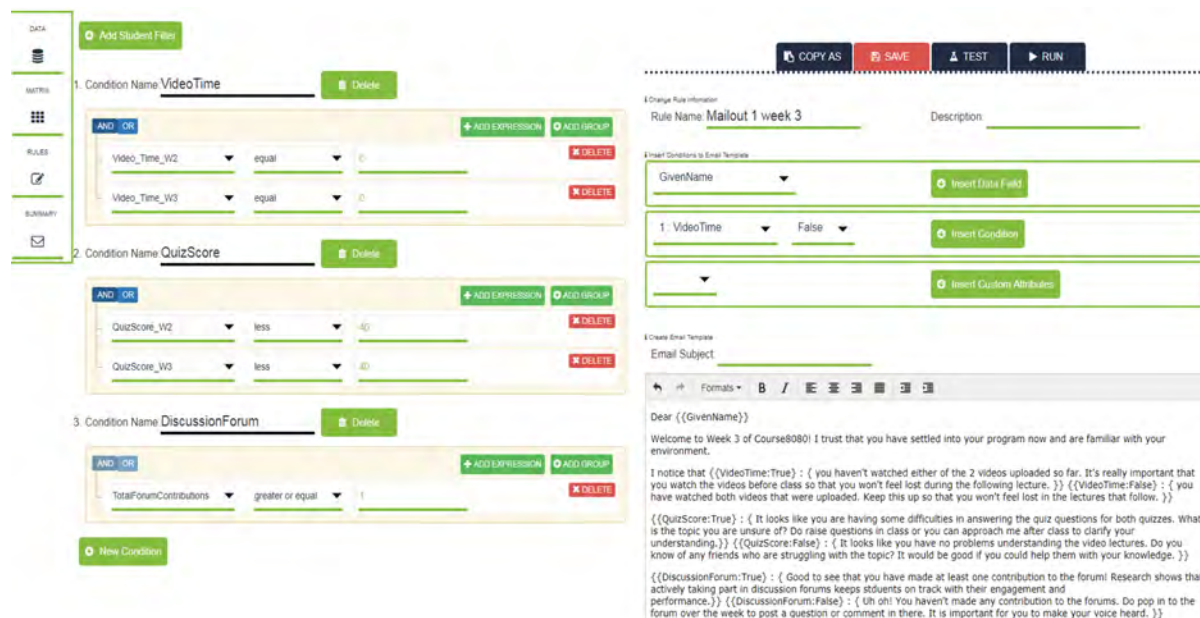 DATA
MATRIX
RULES
SUMMARY
Add Student Filter
1. Condition Name: VideoTime
Delete
AND OR
+ ADD EXPRESSION
ADD GROUP
Video_Time_W2 equal 0
DELETE
Video_Time_W3 equal 0
DELETE
2. Condition Name: QuizScore
Delete
AND OR
+ ADD EXPRESSION
ADD GROUP
QuizScore_W2 less 40
DELETE
QuizScore_W3 less 40
DELETE
3. Condition Name: DiscussionForum
Delete
AND OR
+ ADD EXPRESSION
ADD GROUP
TotalForumContributions greater or equal 1
DELETE
New Condition
COPY AS
SAVE
TEST
RUN
Change Rule Information
Rule Name: Mailout 1 week 3
Description:
Insert Conditions to Email Template
GivenName
Insert Data Field
1 : VideoTime False
Insert Condition
Insert Custom Attributes
Create Email Template
Email Subject:
Formats B I
Dear {{GivenName}}
Welcome to Week 3 of Course8080! I trust that you have settled into your program now and are familiar with your
environment.
I notice that {{VideoTime:True} : { you haven't watched either of the 2 videos uploaded so far. It's really important that
you watch the videos before class so that you won't feel lost during the following lecture. }} {{VideoTime:False} : { you
have watched both videos that were uploaded. Keep this up so that you won't feel lost in the lectures that follow. }}
{{QuizScore:True} : { It looks like you are having some difficulties in answering the quiz questions for both quizzes. What
is the topic you are unsure of? Do raise questions in class or you can approach me after class to clarify your
understanding.}} {{QuizScore:False} : { It looks like you have no problems understanding the video lectures. Do you
know of any friends who are struggling with the topic? It would be good if you could help them with your knowledge. }}
{{DiscussionForum:True} : { Good to see that you have made at least one contribution to the forum! Research shows tha
actively taking part in discussion forums keeps stduents on track with their engagement and
performance.}} {{DiscussionForum:False} : { Uh oh! You haven't made any contribution to the forums. Do pop in to the
forum over the week to post a question or comment in there. It is important for you to make your voice heard. }}